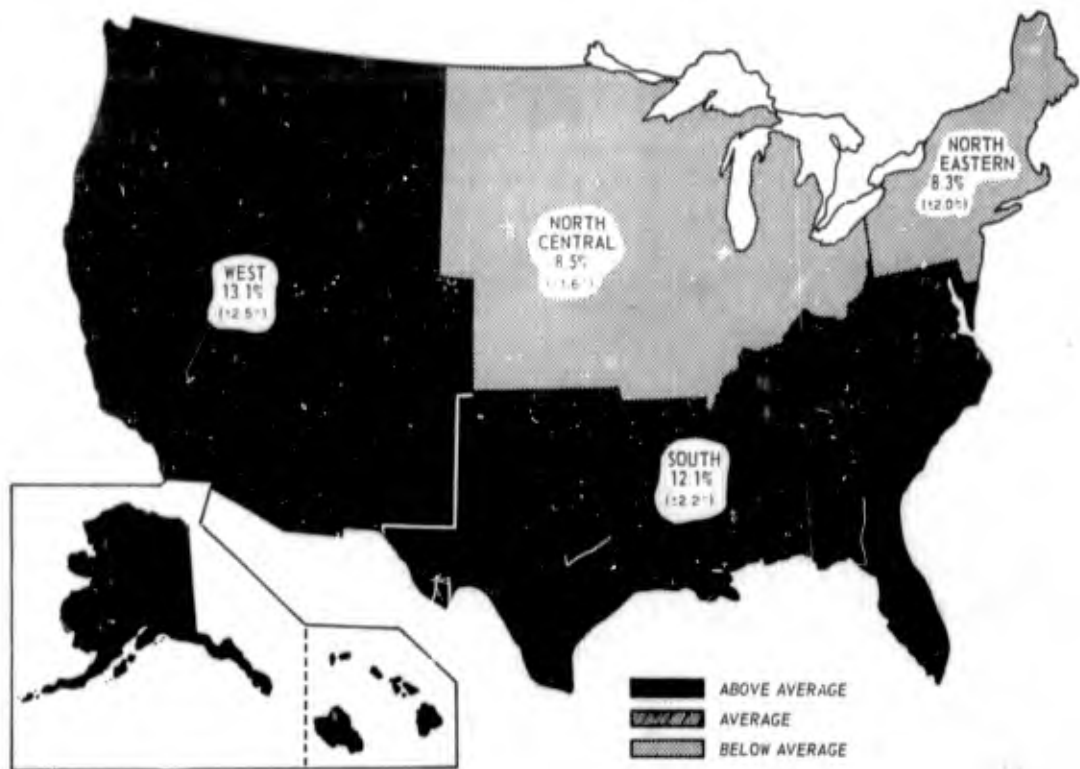 NORTH
EASTERN
8.3%
(±2.0%)
NORTH
CENTRAL
8.5%
WEST
13.1%
(±2.5%)
SOUTH
12.1%
(±2.2%)
ABOVE AVERAGE
AVERAGE
BELOW AVERAGE